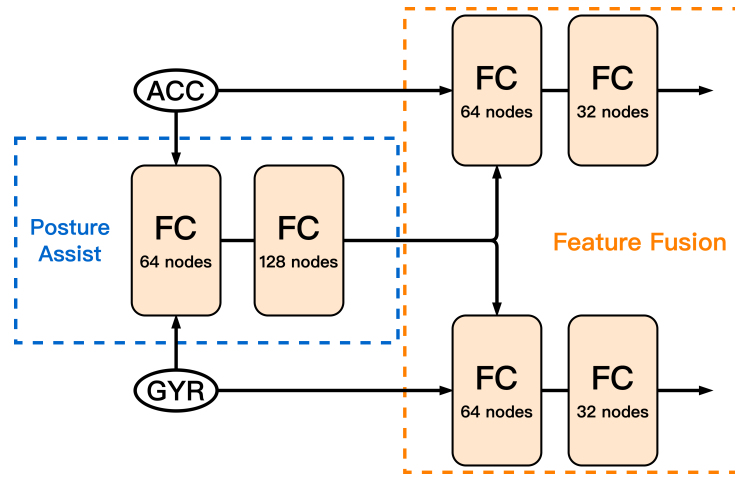 ACC
FC
64 nodes
FC
32 nodes
Posture
Assist
FC
64 nodes
FC
128 nodes
Feature Fusion
GYR
FC
64 nodes
FC
32 nodes